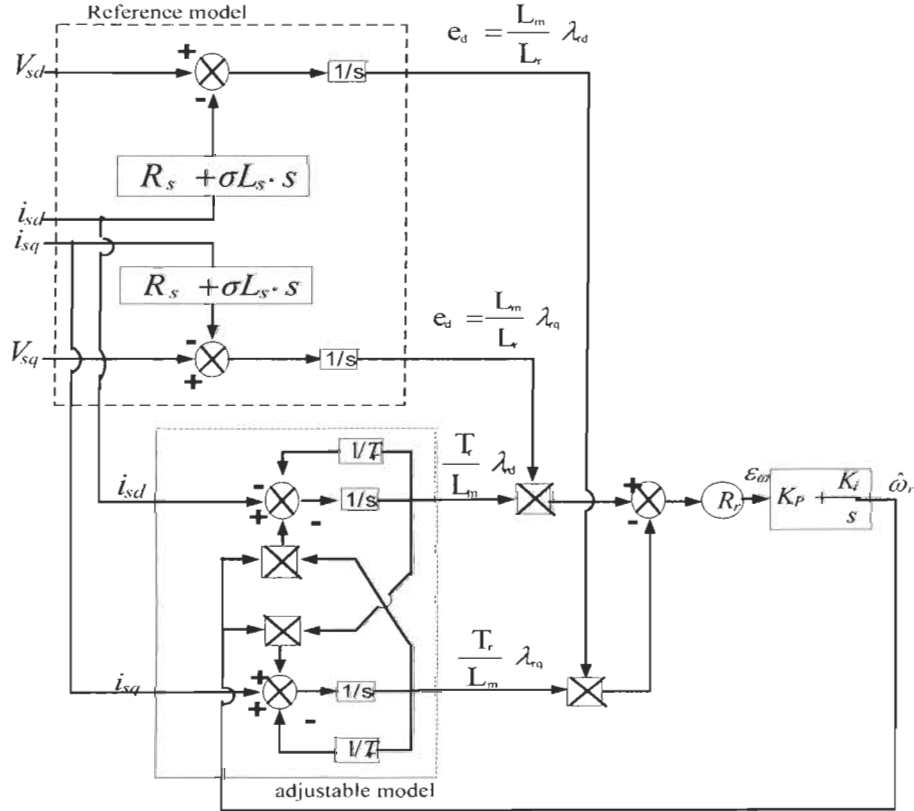 Reference model
V_sd
+
-
1/s
e_d = L_m/L_r λ_rd
R_s + σL_s · s
i_sd
i_sq
R_s + σL_s · s
V_sq
-
+
1/s
e_d = L_m/L_r λ_rq
1/T_r
i_sd
-
+
-
1/s
T_r/L_m λ_rd
+
-
R_r
ε_ω
K_P + K_i/s
ω̂_r
i_sq
+
+
-
1/s
T_r/L_m λ_rq
1/T_r
adjustable model